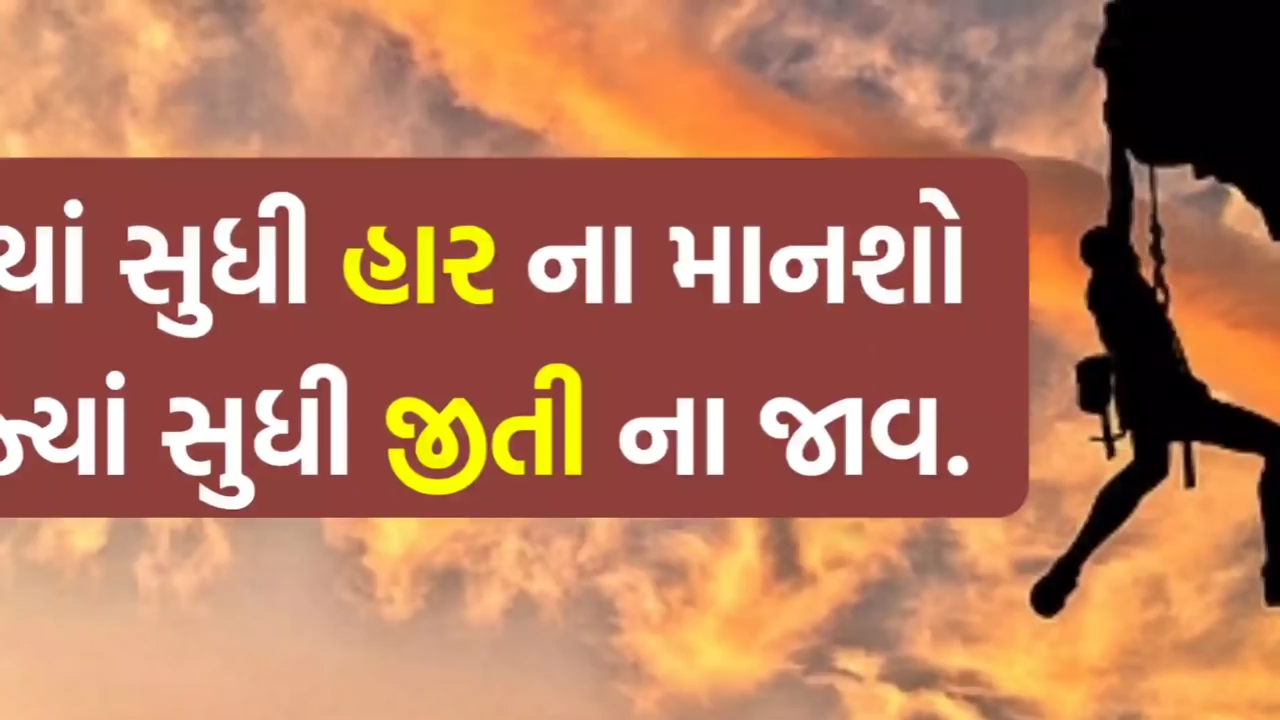 સુધી હાર ના માનશો
જ્યાં સુધી જીતી ના જાવ.